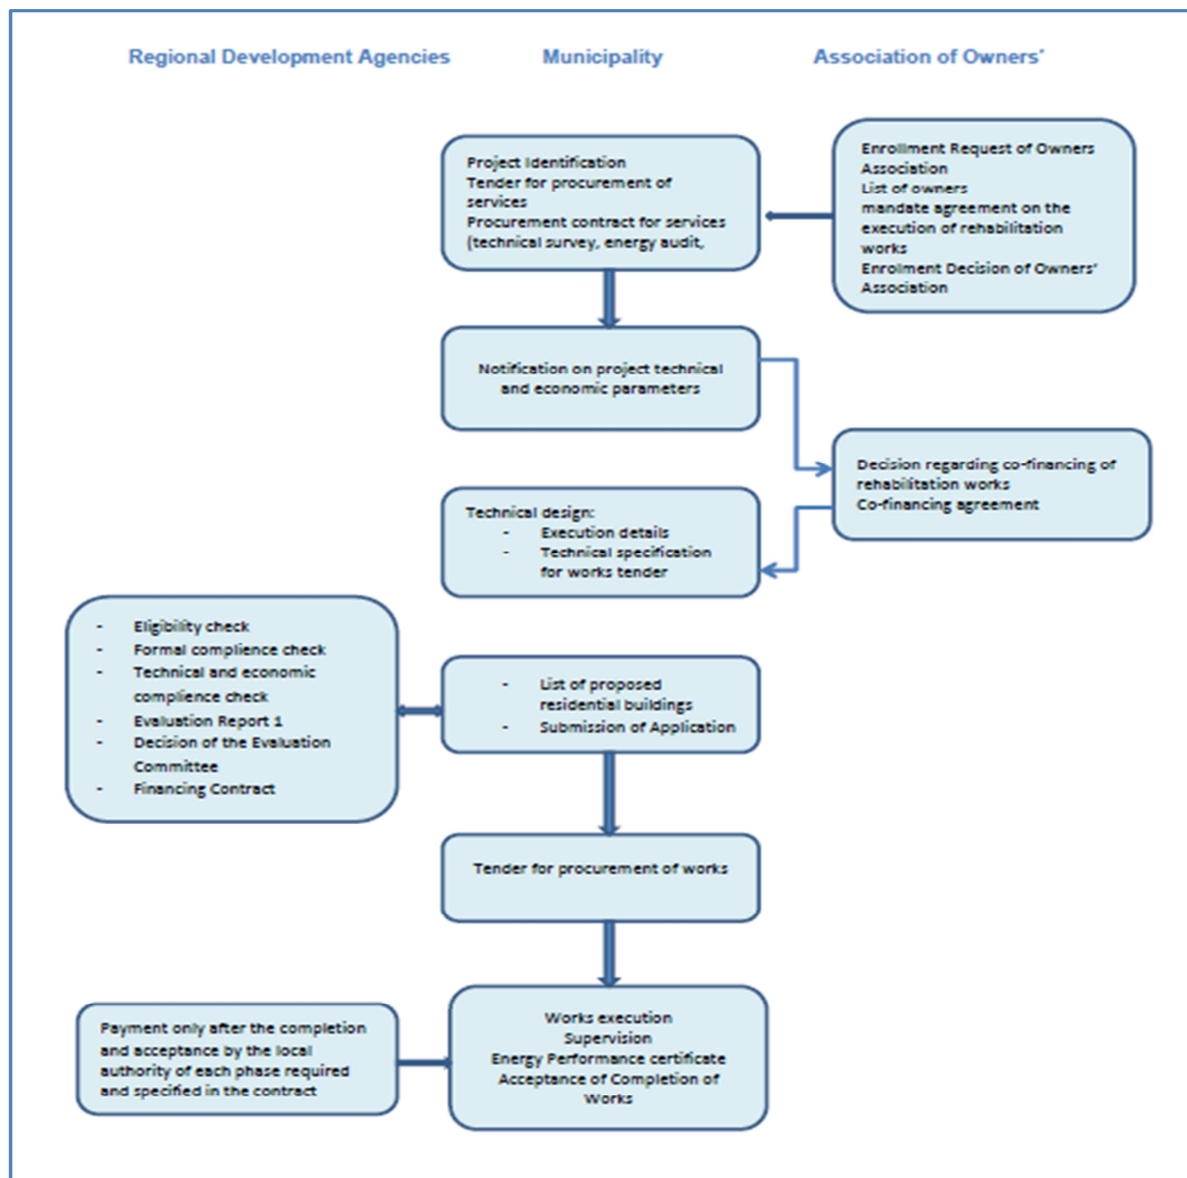 Regional Development Agencies
Municipality
Association of Owners'
Project Identification
Tender for procurement of
services
Procurement contract for services
(technical survey, energy audit,
Enrollment Request of Owners
Association
List of owners
mandate agreement on the
execution of rehabilitation
works
Enrolment Decision of Owners'
Association
Notification on project technical
and economic parameters
Decision regarding co-financing of
rehabilitation works
Co-financing agreement
Technical design:
- Execution details
- Technical specification
for works tender
- Eligibility check
- Formal complience check
- Technical and economic
complience check
- Evaluation Report 1
- Decision of the Evaluation
Committee
- Financing Contract
- List of proposed
residential buildings
- Submission of Application
Tender for procurement of works
Payment only after the completion
and acceptance by the local
authority of each phase required
and specified in the contract
Works execution
Supervision
Energy Performance certificate
Acceptance of Completion of
Works